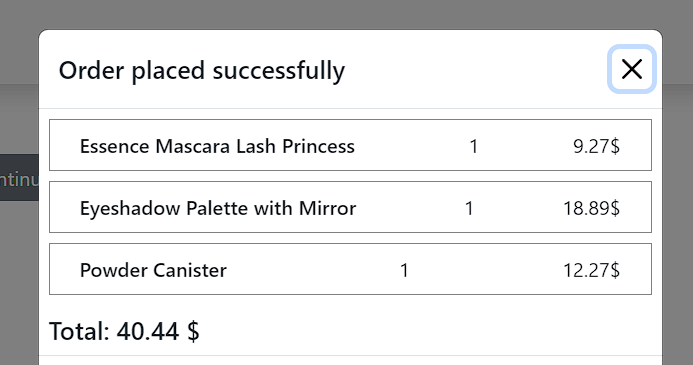 Order placed successfully
ntinu
Essence Mascara Lash Princess 1 9.27$
Eyeshadow Palette with Mirror 1 18.89$
Powder Canister 1 12.27$
Total: 40.44 $